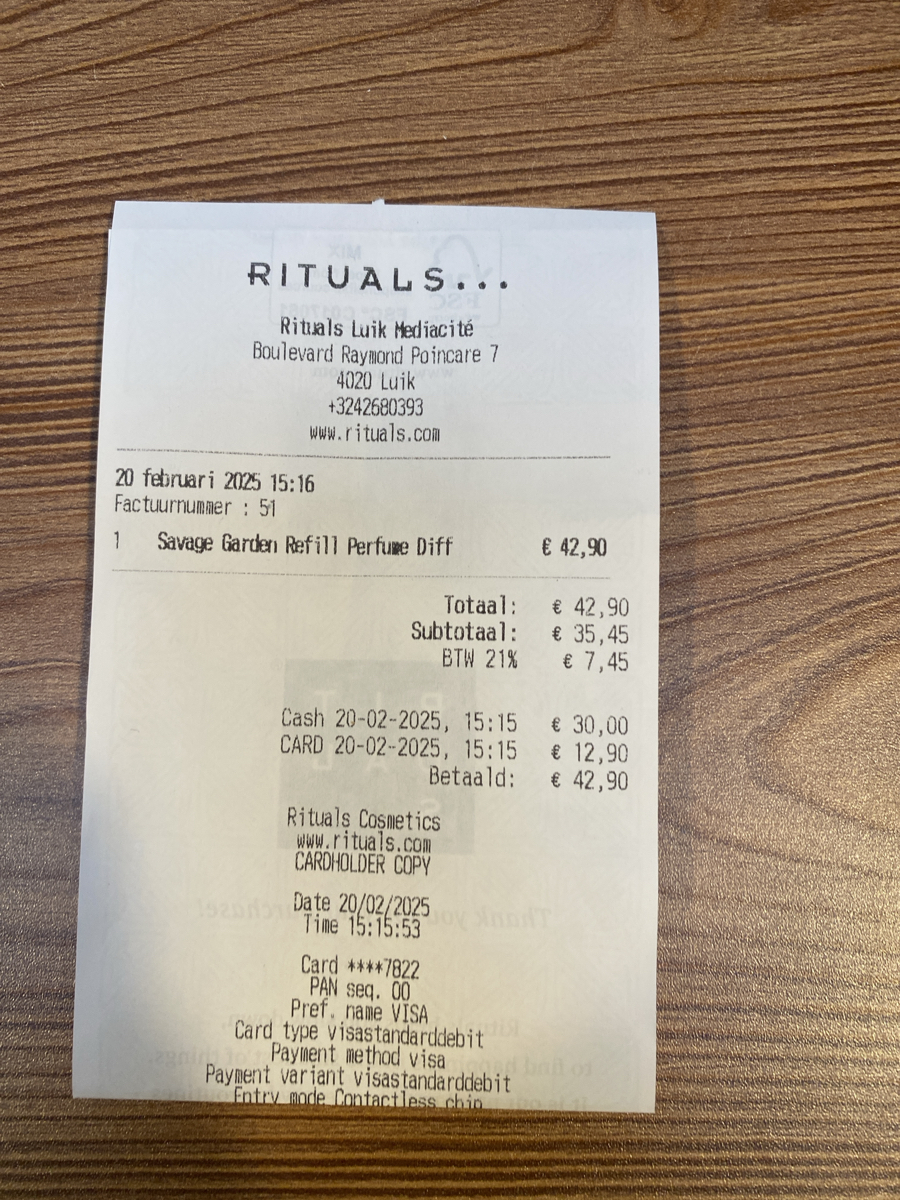 RITUALS...
Rituals Luik Mediacité
Boulevard Raymond Poincare 7
4020 Luik
+3242680393
www.rituals.com
20 februari 2025 15:16
Factuurnummer : 51
1 Savage Garden Refill Perfume Diff € 42,90
Totaal: € 42,90
Subtotaal: € 35,45
BTW 21% € 7,45
Cash 20-02-2025, 15:15 € 30,00
CARD 20-02-2025, 15:15 € 12,90
Betaald: € 42,90
Rituals Cosmetics
www.rituals.com
CARDHOLDER COPY
Date 20/02/2025
Time 15:15:53
Card ****7822
PAN seq. 00
Pref. name VISA
Card type visastandarddebit
Payment method visa
Payment variant visastandarddebit
Entry mode Contactless chip